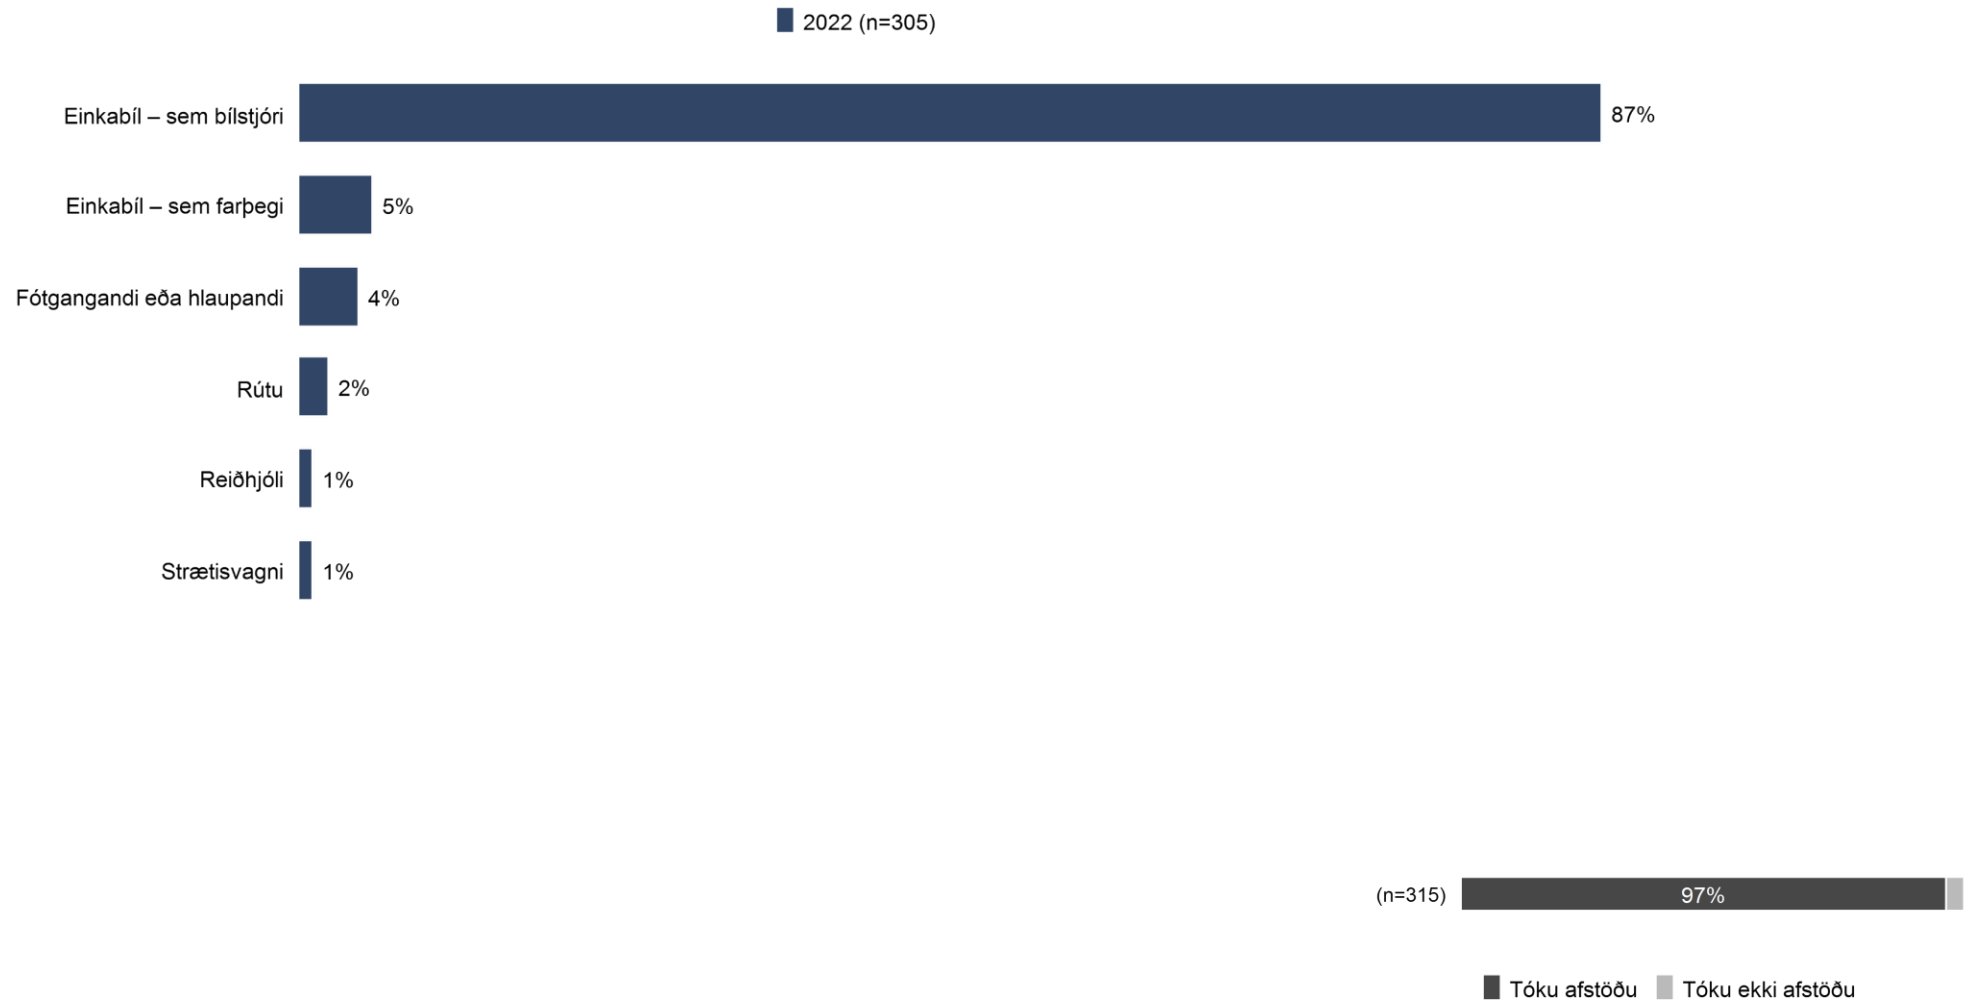 2022 (n=305)
Einkabíl – sem bílstjóri 87%
Einkabíl – sem farþegi 5%
Fótgangandi eða hlaupandi 4%
Rútu 2%
Reiðhjóli 1%
Strætisvagni 1%
(n=315) 97%
Tóku afstöðu Tóku ekki afstöðu